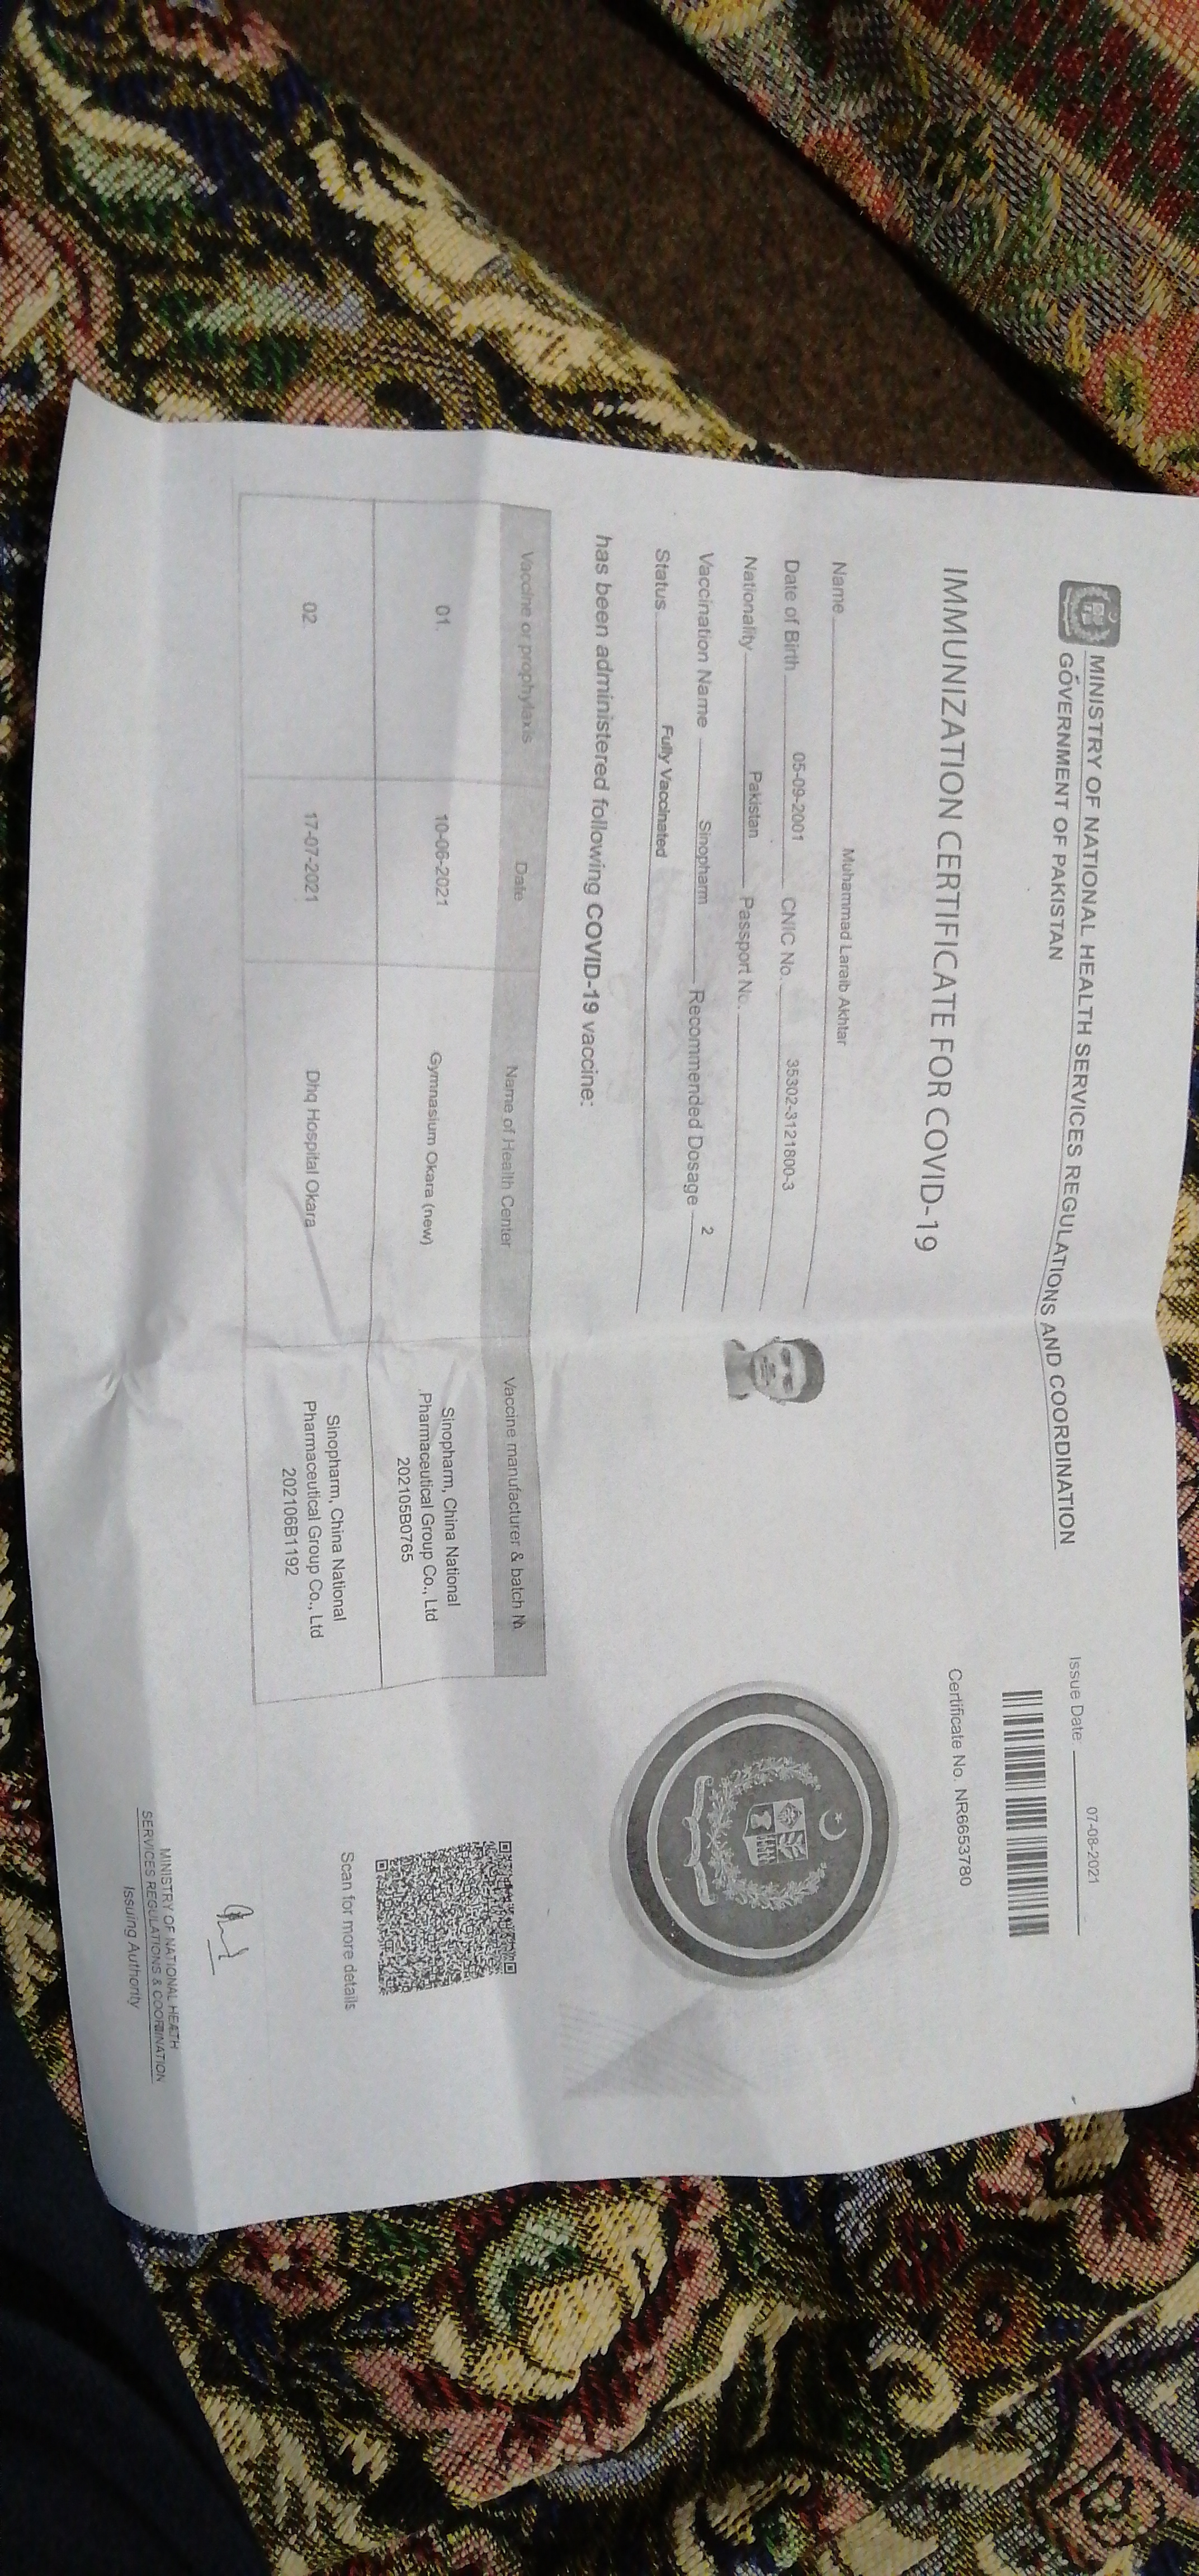 MINISTRY OF NATIONAL HEALTH SERVICES REGULATIONS AND COORDINATION
GOVERNMENT OF PAKISTAN
Issue Date: 07-08-2021
IMMUNIZATION CERTIFICATE FOR COVID-19
Certificate No. NR6653780
Name Muhammad Laraib Akhtar
Date of Birth 05-09-2001 CNIC No. 35302-3121800-3
Nationality Pakistan Passport No.
Vaccination Name Sinopharm Recommended Dosage 2
Status Fully Vaccinated
has been administered following COVID-19 vaccine:
Vaccine or prophylaxis Date Name of Health Center Vaccine manufacturer & batch №
01. 10-06-2021 Gymnasium Okara (new) Sinopharm, China National
Pharmaceutical Group Co., Ltd
202105B0765
02. 17-07-2021 Dhq Hospital Okara Sinopharm, China National
Pharmaceutical Group Co., Ltd
202106B1192
Scan for more details
MINISTRY OF NATIONAL HEALTH
SERVICES REGULATIONS & COORDINATION
Issuing Authority